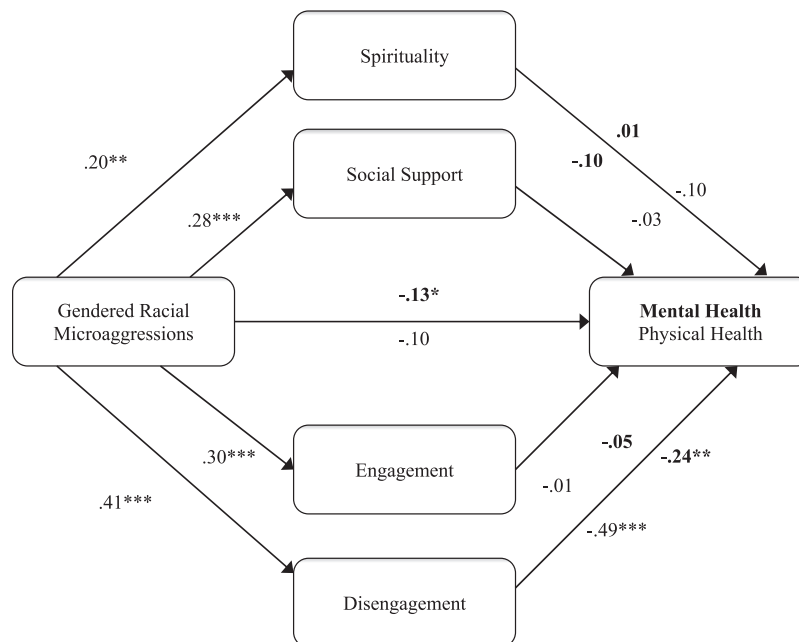 Spirituality
.01
.20**
-.10
Social Support
-.10
.28***
-.03
-.13*
Gendered Racial
Microaggressions
Mental Health
Physical Health
-.10
.30***
Engagement
-.05
-.24**
-.01
.41***
-.49***
Disengagement